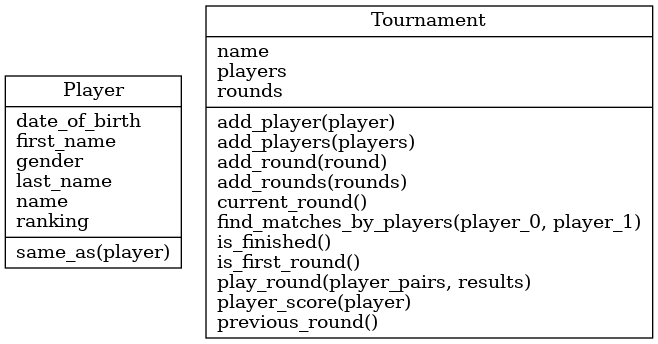 Player
date_of_birth
first_name
gender
last_name
name
ranking
same_as(player)
Tournament
name
players
rounds
add_player(player)
add_players(players)
add_round(round)
add_rounds(rounds)
current_round()
find_matches_by_players(player_0, player_1)
is_finished()
is_first_round()
play_round(player_pairs, results)
player_score(player)
previous_round()